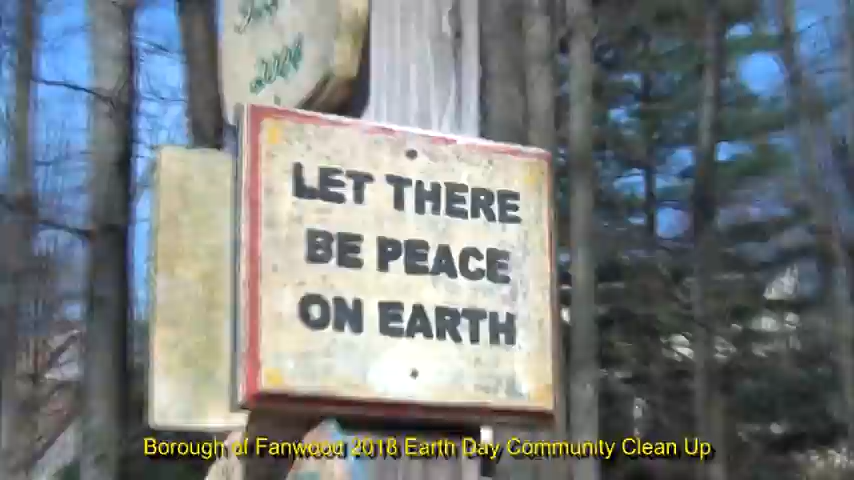 LET THERE
BE PEACE
ON EARTH
Borough of Fanwood 2018 Earth Day Community Clean Up